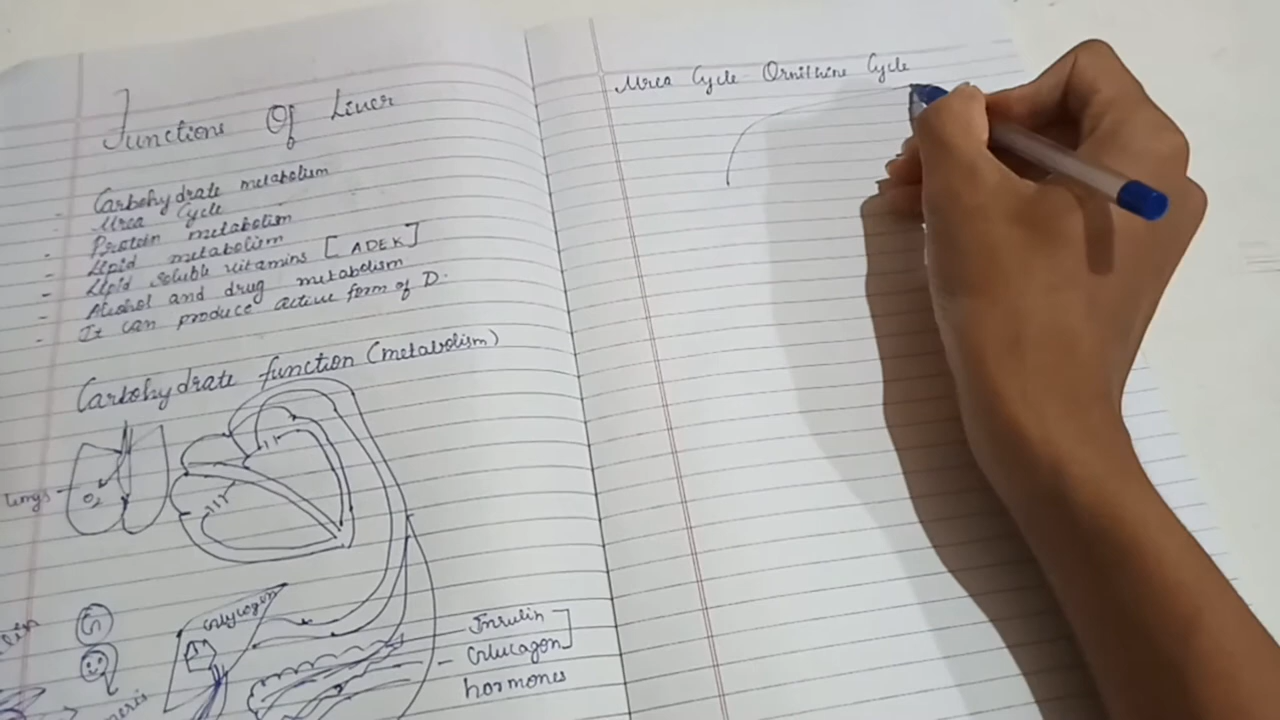 Functions Of Liver
- Carbohydrate metabolism
Urea Cycle
- Protein metabolism
- Lipid metabolism
- Lipid soluble vitamins [ADEK]
- Alcohol and drug metabolism
- It can produce active form of D.
Carbohydrate function (metabolism)
lungs
O2
Glycogen
G
Insulin
Glucagon
hormones
Urea Cycle Ornithine Cycle